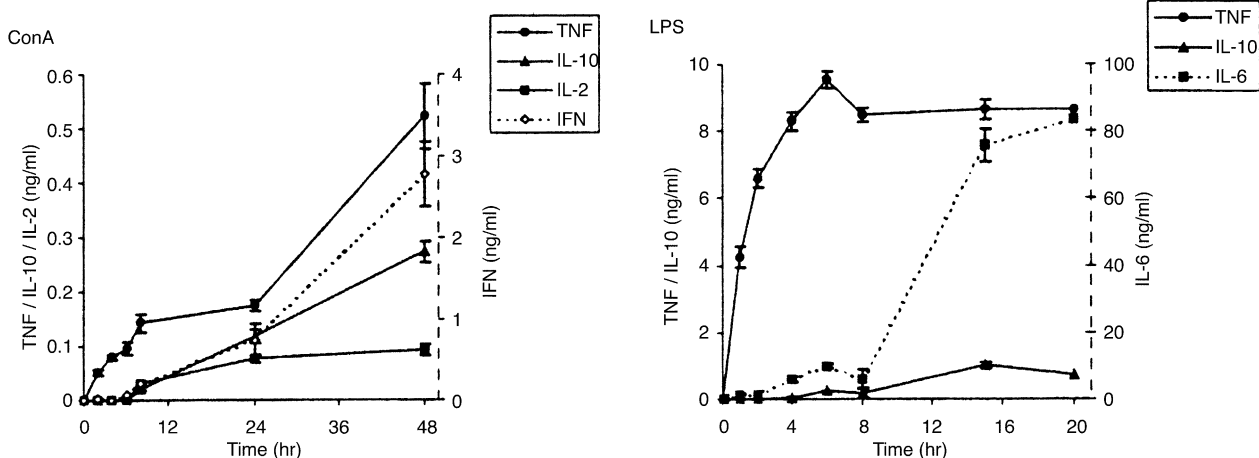 ConA
TNF
IL-10
IL-2
IFN
TNF / IL-10 / IL-2 (ng/ml)
0.6
0.5
0.4
0.3
0.2
0.1
0
4
3
2
1
0
IFN (ng/ml)
0 12 24 36 48
Time (hr)
LPS
TNF
IL-10
IL-6
TNF / IL-10 (ng/ml)
10
8
6
4
2
0
100
80
60
40
20
0
IL-6 (ng/ml)
0 4 8 12 16 20
Time (hr)